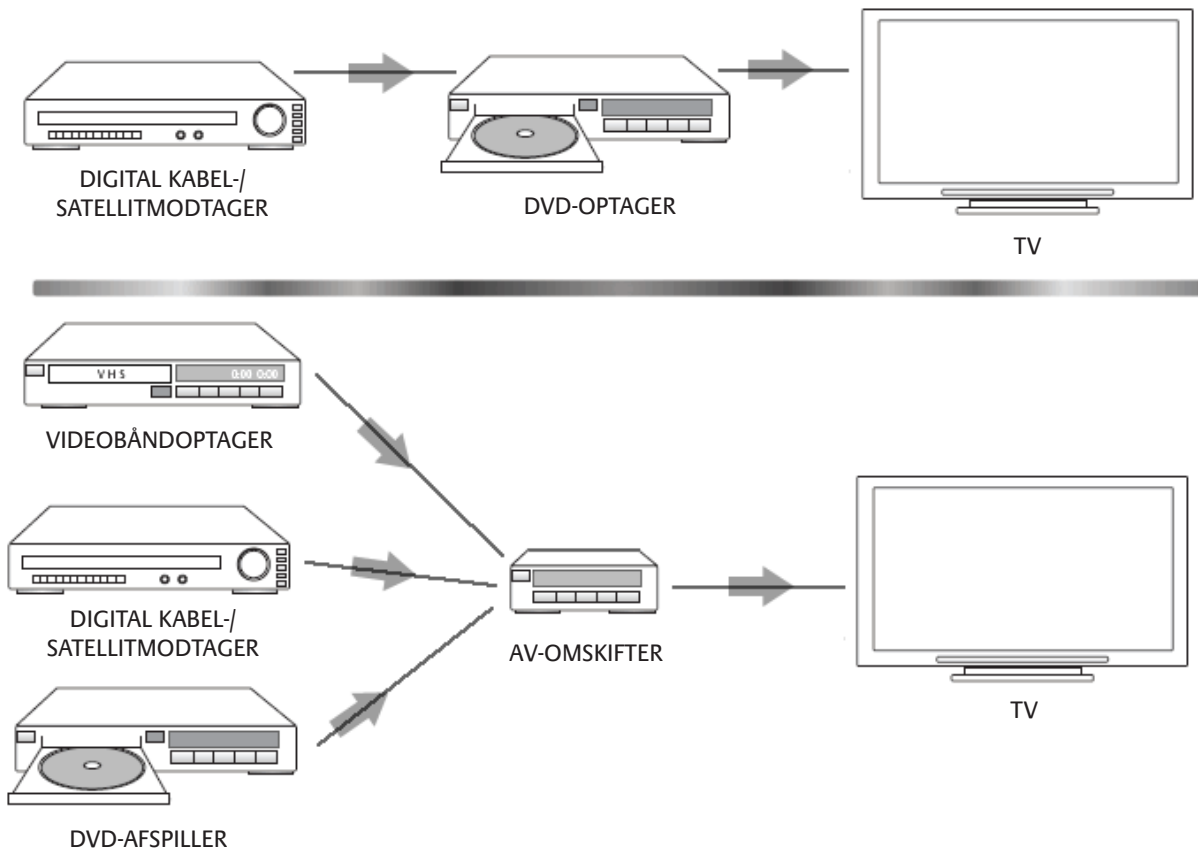 DIGITAL KABEL-/
SATELLITMODTAGER
DVD-OPTAGER
TV
VHS
0:00 0:00
VIDEOBÅNDOPTAGER
DIGITAL KABEL-/
SATELLITMODTAGER
AV-OMSKIFTER
TV
DVD-AFSPILLER